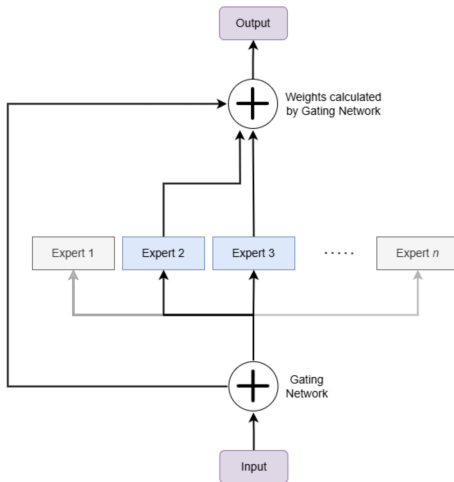 Output
Weights calculated
by Gating Network
Expert 1
Expert 2
Expert 3
.....
Expert n
Gating
Network
Input